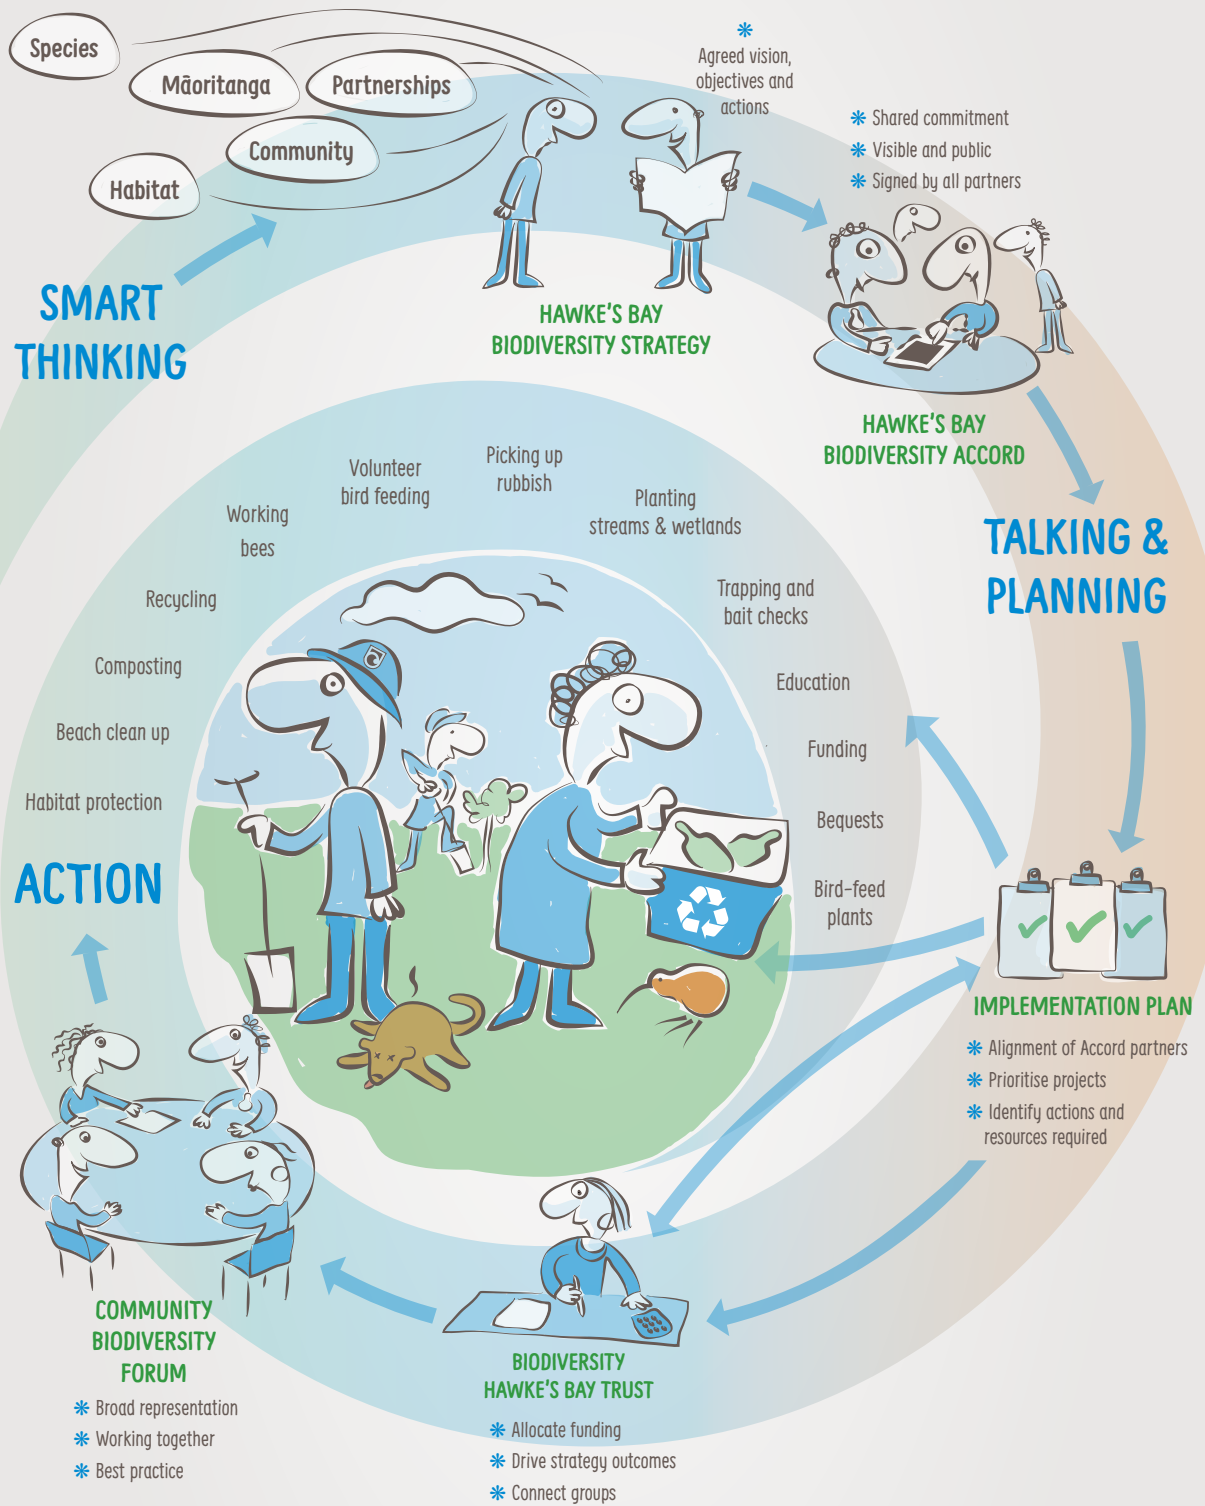 Species
Māoritanga
Partnerships
Community
Habitat
Agreed vision,
objectives and
actions
Shared commitment
Visible and public
Signed by all partners
SMART
THINKING
HAWKE'S BAY
BIODIVERSITY STRATEGY
HAWKE'S BAY
BIODIVERSITY ACCORD
TALKING &
PLANNING
Volunteer
bird feeding
Picking up
rubbish
Planting
streams & wetlands
Working
bees
Recycling
Composting
Beach clean up
Habitat protection
Trapping and
bait checks
Education
Funding
Bequests
Bird-feed
plants
ACTION
IMPLEMENTATION PLAN
Alignment of Accord partners
Prioritise projects
Identify actions and
resources required
COMMUNITY
BIODIVERSITY
FORUM
Broad representation
Working together
Best practice
BIODIVERSITY
HAWKE'S BAY TRUST
Allocate funding
Drive strategy outcomes
Connect groups